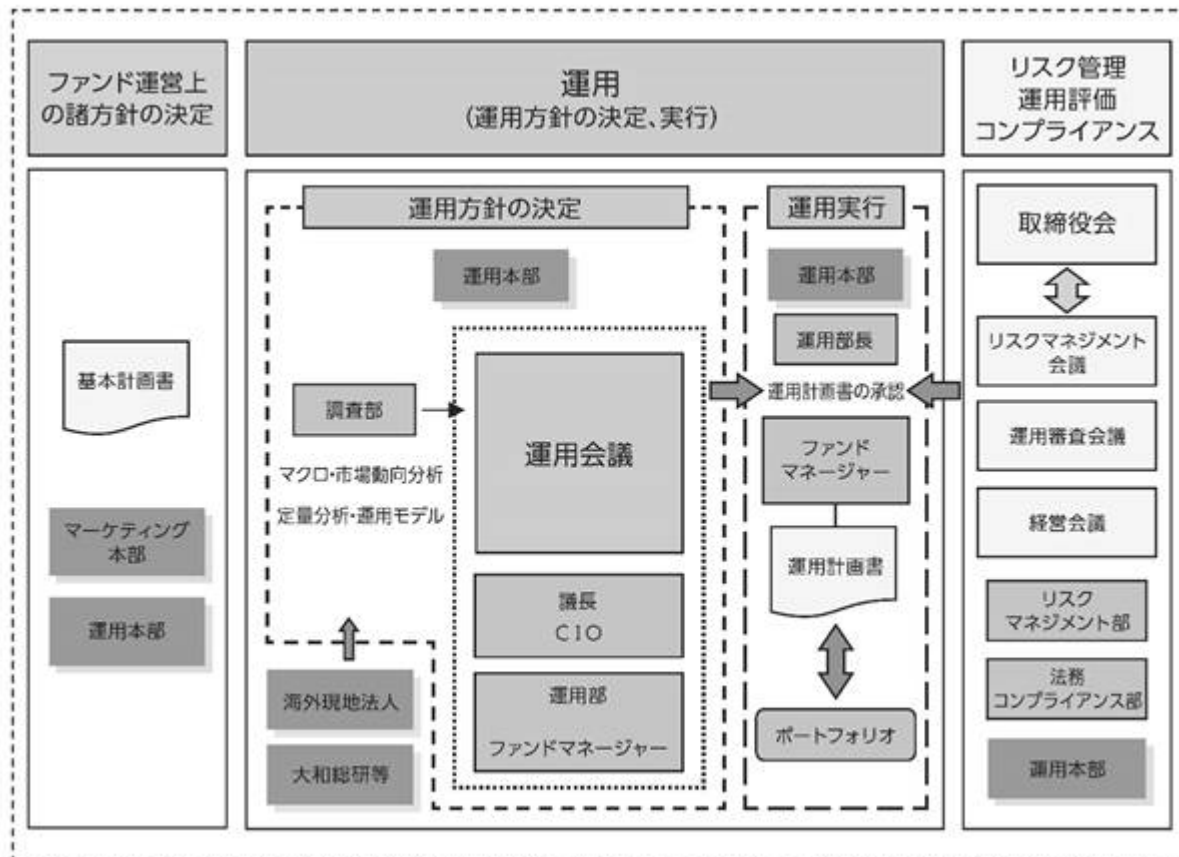 ファンド運営上
の諸方針の決定
運用
(運用方針の決定、実行)
リスク管理
運用評価
コンプライアンス
基本計画書
マーケティング
本部
運用本部
運用方針の決定
運用本部
調査部
マクロ・市場動向分析
定量分析・運用モデル
運用会議
議長
CIO
運用部
ファンドマネージャー
海外現地法人
大和総研等
運用実行
運用本部
運用部長
運用計画書の承認
ファンド
マネージャー
運用計画書
ポートフォリオ
取締役会
リスクマネジメント
会議
運用審査会議
経営会議
リスク
マネジメント部
法務
コンプライアンス部
運用本部